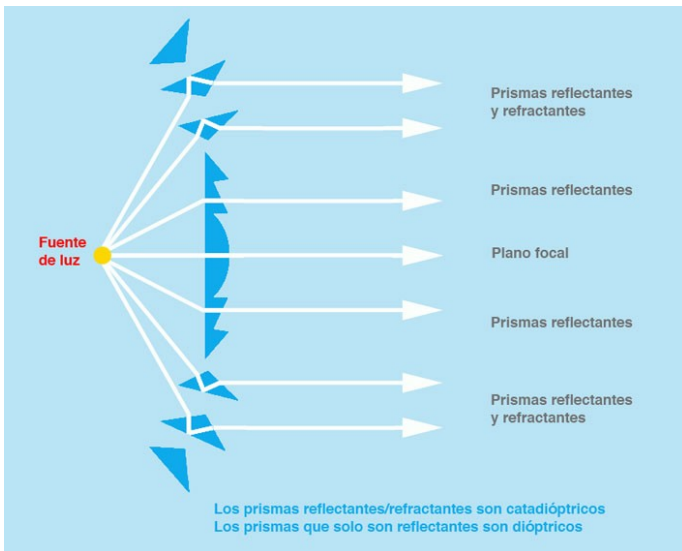 Prismas reflectantes
y refractantes
Prismas reflectantes
Fuente
de luz
Plano focal
Prismas reflectantes
Prismas reflectantes
y refractantes
Los prismas reflectantes/refractantes son catadióptricos
Los prismas que solo son reflectantes son dióptricos